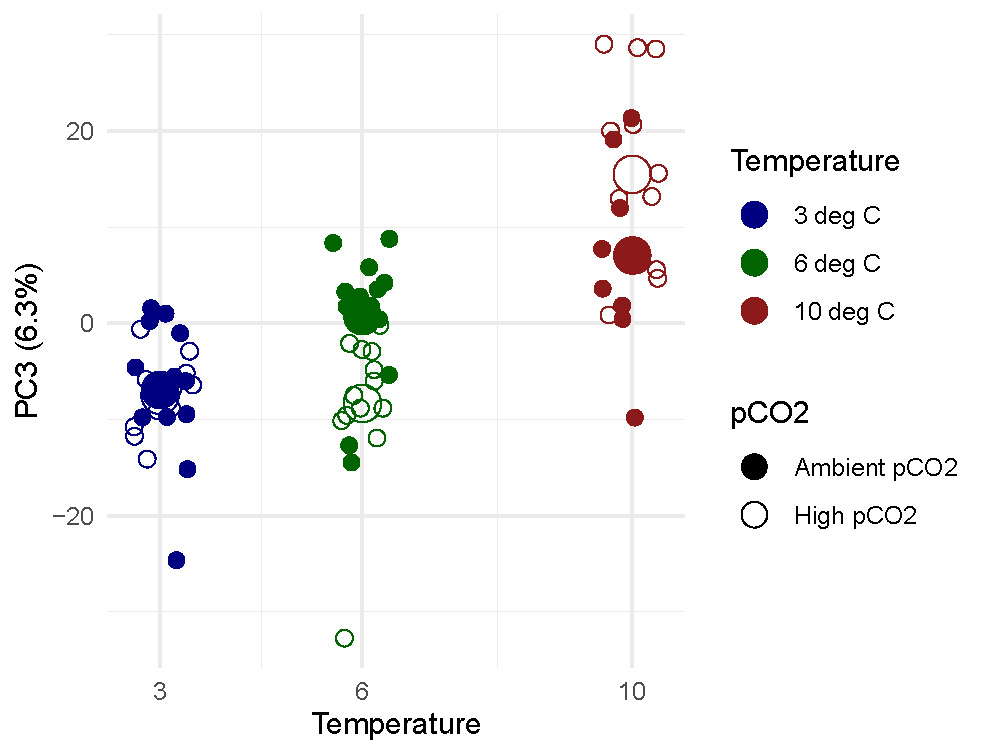 PC3 (6.3%)
20
0
−20
3
6
10
Temperature
Temperature
3 deg C
6 deg C
10 deg C
pCO2
Ambient pCO2
High pCO2